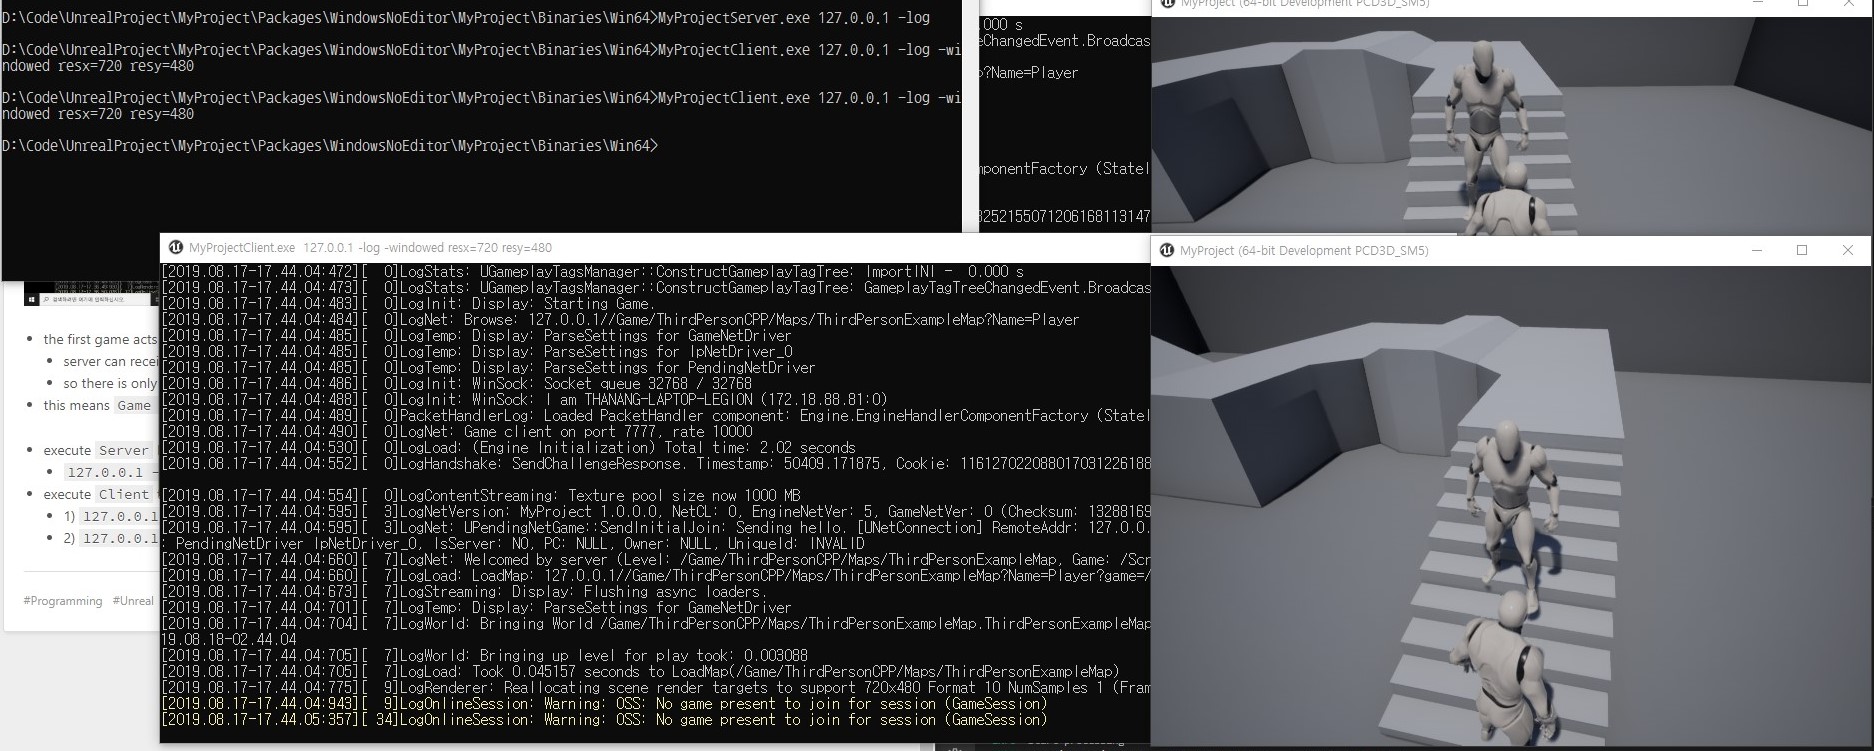 D:\Code\UnrealProject\MyProject\Packages\WindowsNoEditor\MyProject\Binaries\Win64>MyProjectServer.exe 127.0.0.1 -log
D:\Code\UnrealProject\MyProject\Packages\WindowsNoEditor\MyProject\Binaries\Win64>MyProjectClient.exe 127.0.0.1 -log -wi
ndowed resx=720 resy=480
D:\Code\UnrealProject\MyProject\Packages\WindowsNoEditor\MyProject\Binaries\Win64>MyProjectClient.exe 127.0.0.1 -log -wi
ndowed resx=720 resy=480
D:\Code\UnrealProject\MyProject\Packages\WindowsNoEditor\MyProject\Binaries\Win64>
.000 s
eChangedEvent.Broadcas
p?Name=Player
mponentFactory (Statel
3252155071206168113147
MyProject (64-bit Development PCD3D_SM5)
the first game acts
server can recei
so there is only
this means Game
execute Server
127.0.0.1 -
execute Client
1) 127.0.0.1
2) 127.0.0.1
#Programming #Unreal
MyProjectClient.exe 127.0.0.1 -log -windowed resx=720 resy=480
[2019.08.17-17.44.04:472][  0]LogStats: UGameplayTagsManager::ConstructGameplayTagTree: ImportINI -  0.000 s
[2019.08.17-17.44.04:473][  0]LogStats: UGameplayTagsManager::ConstructGameplayTagTree: GameplayTagTreeChangedEvent.Broadcas
[2019.08.17-17.44.04:483][  0]LogInit: Display: Starting Game.
[2019.08.17-17.44.04:484][  0]LogNet: Browse: 127.0.0.1//Game/ThirdPersonCPP/Maps/ThirdPersonExampleMap?Name=Player
[2019.08.17-17.44.04:485][  0]LogTemp: Display: ParseSettings for GameNetDriver
[2019.08.17-17.44.04:485][  0]LogTemp: Display: ParseSettings for IpNetDriver_0
[2019.08.17-17.44.04:485][  0]LogTemp: Display: ParseSettings for PendingNetDriver
[2019.08.17-17.44.04:486][  0]LogInit: WinSock: Socket queue 32768 / 32768
[2019.08.17-17.44.04:488][  0]LogInit: WinSock: I am THANANG-LAPTOP-LEGION (172.18.88.81:0)
[2019.08.17-17.44.04:489][  0]PacketHandlerLog: Loaded PacketHandler component: Engine.EngineHandlerComponentFactory (Statel
[2019.08.17-17.44.04:490][  0]LogNet: Game client on port 7777, rate 10000
[2019.08.17-17.44.04:530][  0]LogLoad: (Engine Initialization) Total time: 2.02 seconds
[2019.08.17-17.44.04:552][  0]LogHandshake: SendChallengeResponse. Timestamp: 50409.171875, Cookie: 116127022088017031226188
[2019.08.17-17.44.04:554][  0]LogContentStreaming: Texture pool size now 1000 MB
[2019.08.17-17.44.04:595][  3]LogNetVersion: MyProject 1.0.0.0, NetCL: 0, EngineNetVer: 5, GameNetVer: 0 (Checksum: 13288169
[2019.08.17-17.44.04:595][  3]LogNet: UPendingNetGame::SendInitialJoin: Sending hello. [UNetConnection] RemoteAddr: 127.0.0.
: PendingNetDriver IpNetDriver_0, IsServer: NO, PC: NULL, Owner: NULL, UniqueId: INVALID
[2019.08.17-17.44.04:660][  7]LogNet: Welcomed by server (Level: /Game/ThirdPersonCPP/Maps/ThirdPersonExampleMap, Game: /Scr
[2019.08.17-17.44.04:660][  7]LogLoad: LoadMap: 127.0.0.1//Game/ThirdPersonCPP/Maps/ThirdPersonExampleMap?Name=Player?game=/
[2019.08.17-17.44.04:673][  7]LogStreaming: Display: Flushing async loaders.
[2019.08.17-17.44.04:701][  7]LogTemp: Display: ParseSettings for GameNetDriver
[2019.08.17-17.44.04:704][  7]LogWorld: Bringing World /Game/ThirdPersonCPP/Maps/ThirdPersonExampleMap.ThirdPersonExampleMap
19.08.18-02.44.04
[2019.08.17-17.44.04:705][  7]LogWorld: Bringing up level for play took: 0.003088
[2019.08.17-17.44.04:705][  7]LogLoad: Took 0.045157 seconds to LoadMap(/Game/ThirdPersonCPP/Maps/ThirdPersonExampleMap)
[2019.08.17-17.44.04:775][  9]LogRenderer: Reallocating scene render targets to support 720x480 Format 10 NumSamples 1 (Fram
[2019.08.17-17.44.04:943][  9]LogOnlineSession: Warning: OSS: No game present to join for session (GameSession)
[2019.08.17-17.44.05:357][ 34]LogOnlineSession: Warning: OSS: No game present to join for session (GameSession)
MyProject (64-bit Development PCD3D_SM5)